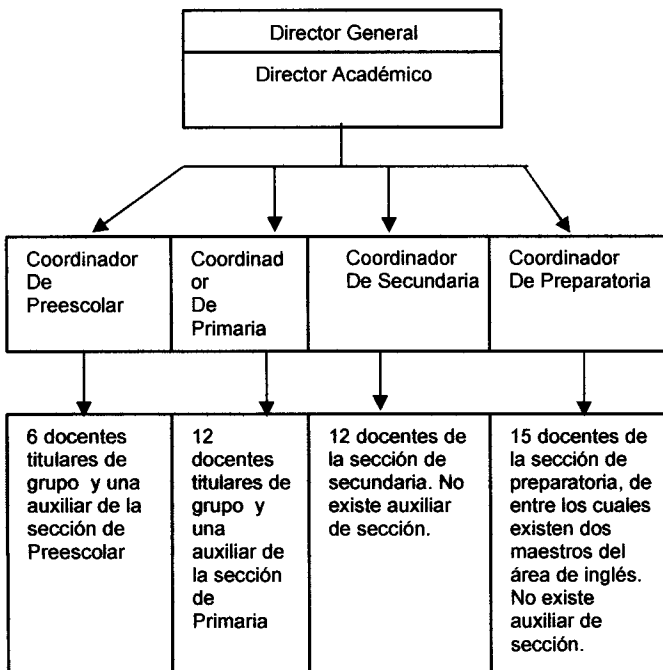 Director General
Director Académico
Coordinador
De
Preescolar
Coordinad
or
De
Primaria
Coordinador
De Secundaria
Coordinador
De Preparatoria
6 docentes
titulares de
grupo y una
auxiliar de la
sección de
Preescolar
12
docentes
titulares de
grupo y
una
auxiliar de
la sección
de
Primaria
12 docentes de
la sección de
secundaria. No
existe auxiliar
de sección.
15 docentes de
la sección de
preparatoria, de
entre los cuales
existen dos
maestros del
área de inglés.
No existe
auxiliar de
sección.